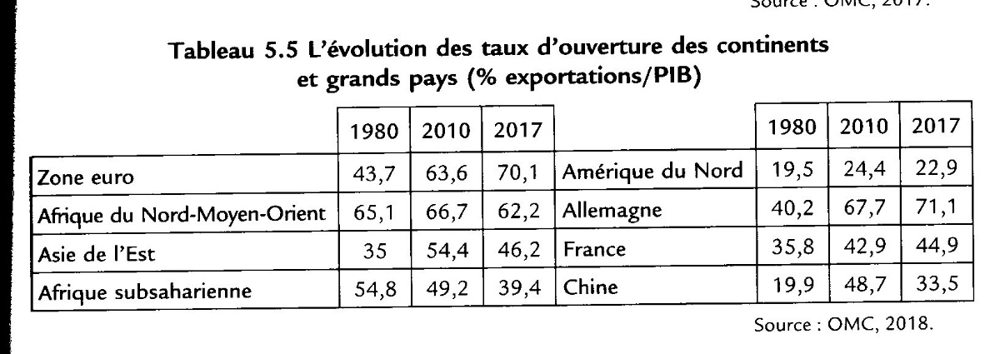 Source : OMC, 2017.
Tableau 5.5 L'évolution des taux d'ouverture des continents
et grands pays (% exportations/PIB)
1980 2010 2017 1980 2010 2017
Zone euro 43,7 63,6 70,1 Amérique du Nord 19,5 24,4 22,9
Afrique du Nord-Moyen-Orient 65,1 66,7 62,2 Allemagne 40,2 67,7 71,1
Asie de l'Est 35 54,4 46,2 France 35,8 42,9 44,9
Afrique subsaharienne 54,8 49,2 39,4 Chine 19,9 48,7 33,5
Source : OMC, 2018.